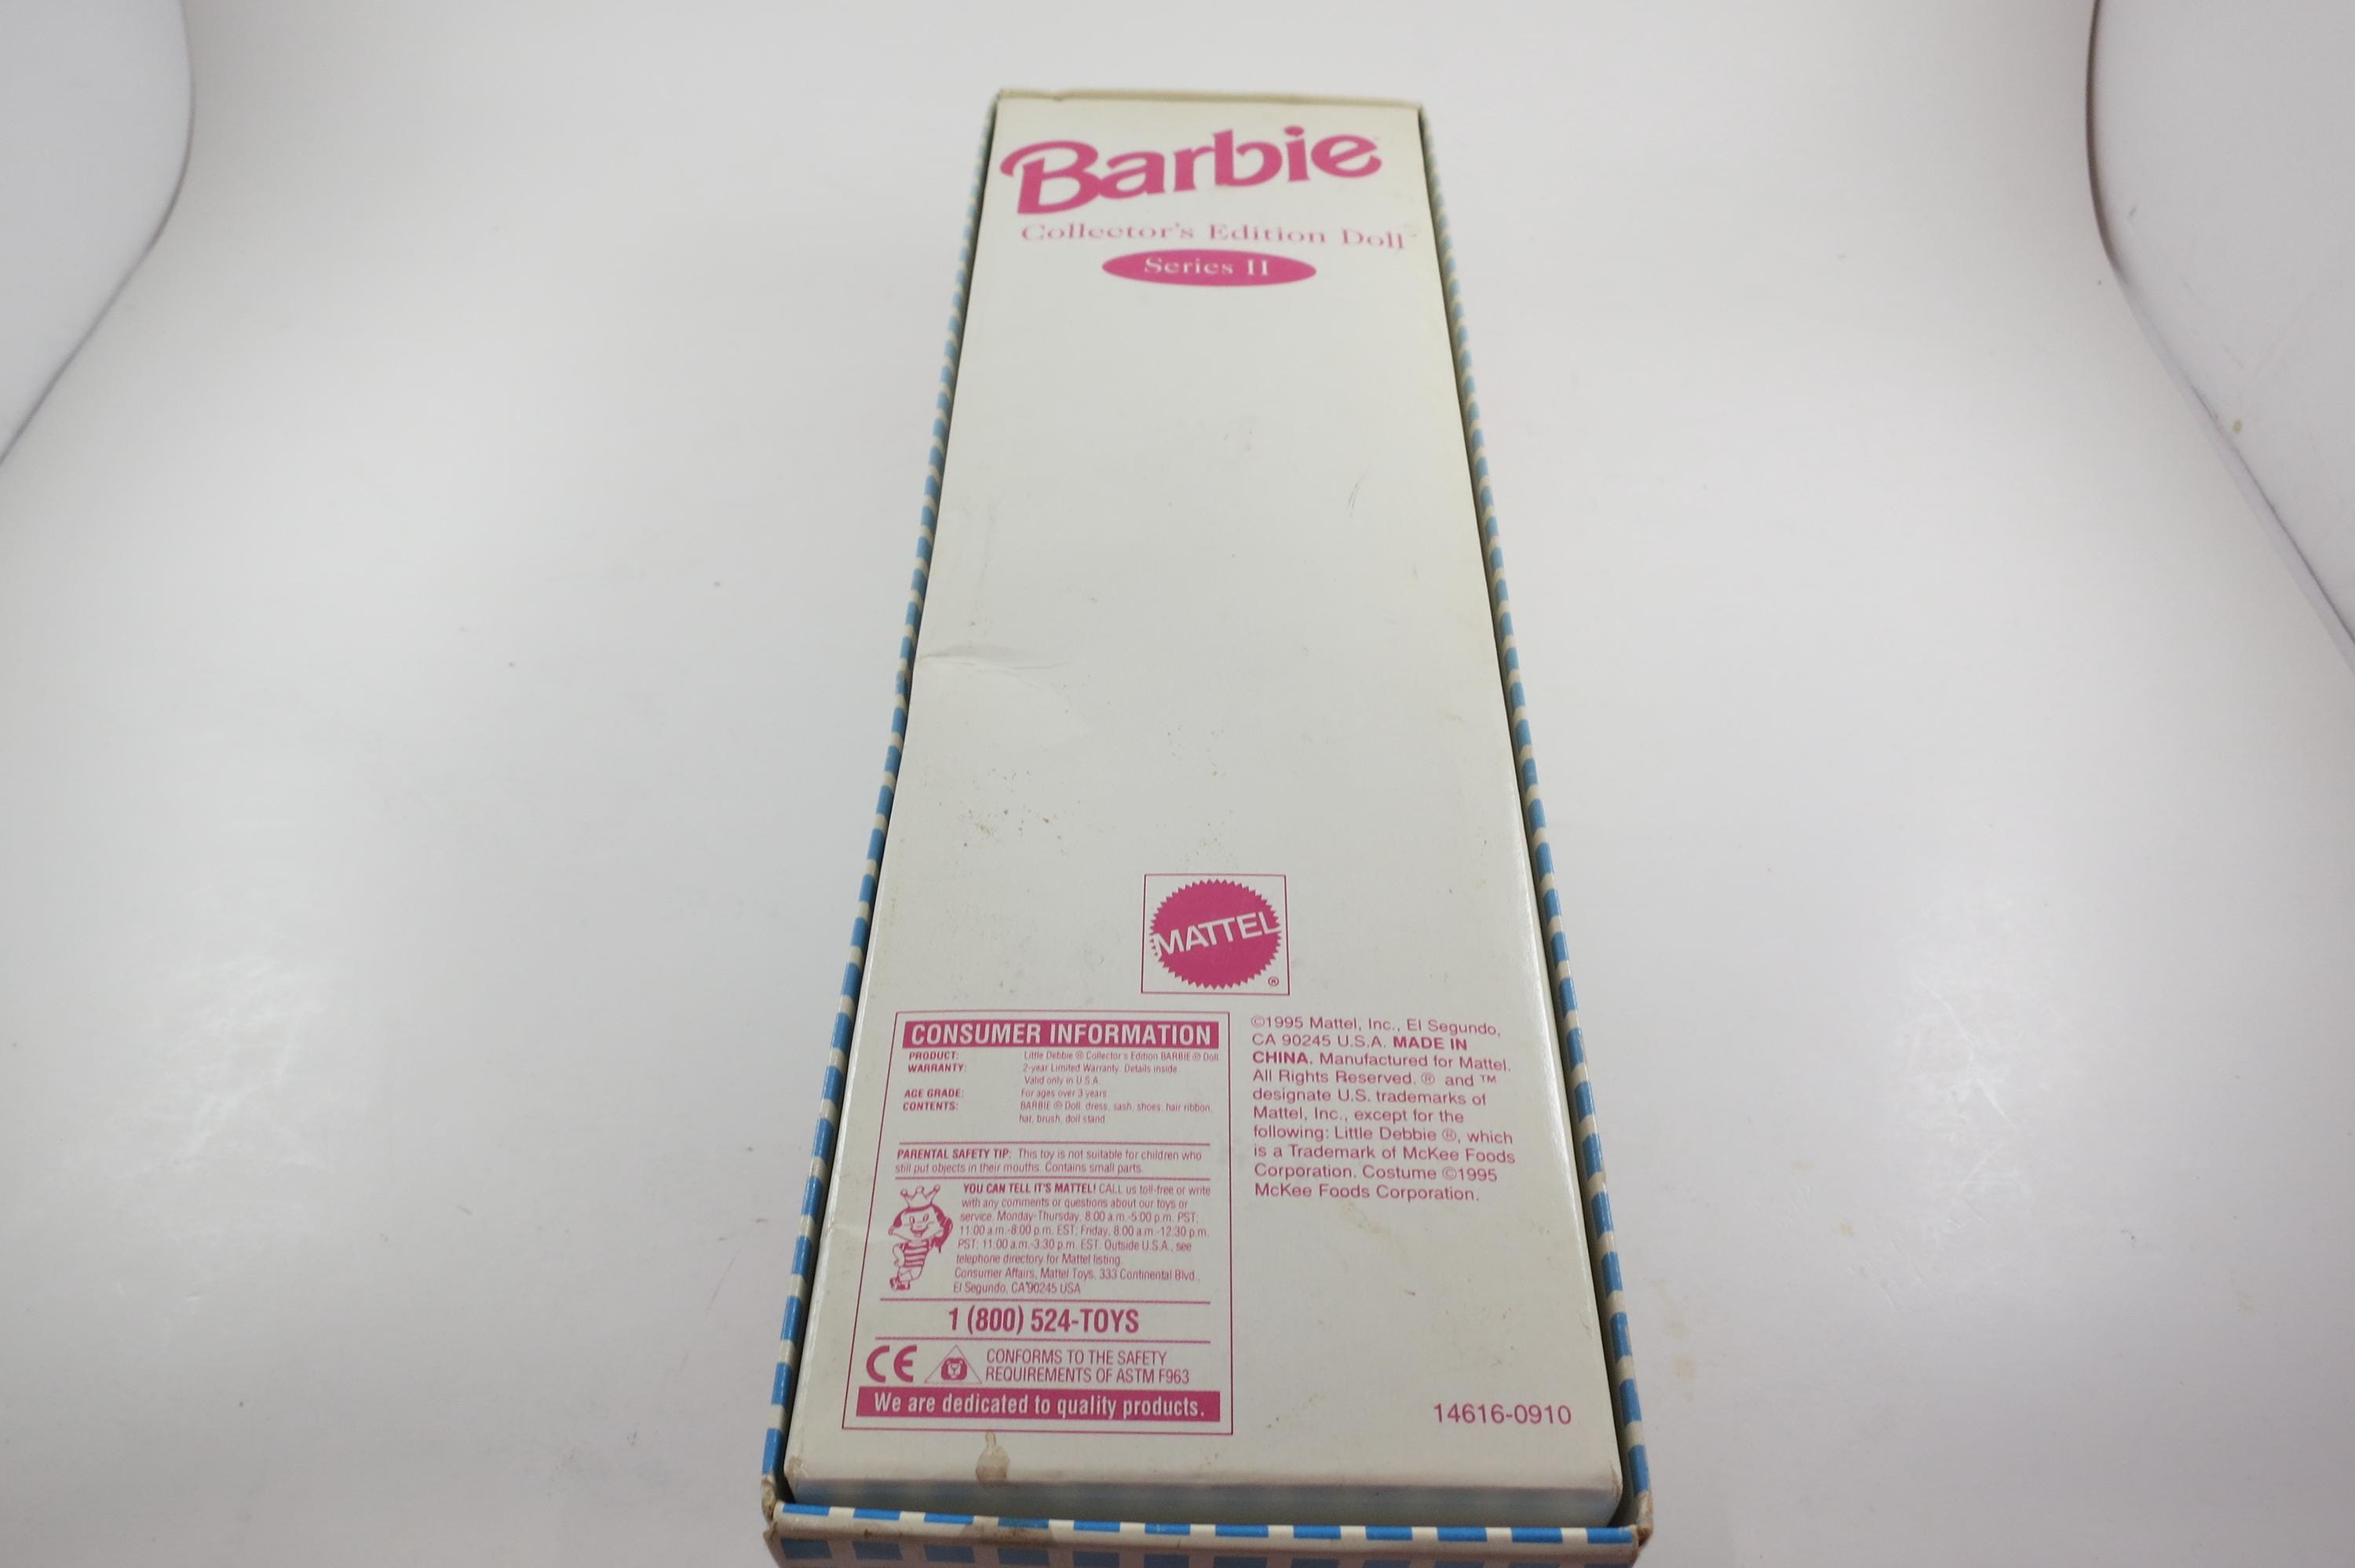 Barbie
Collector's Edition Doll
Series II
MATTEL
®
CONSUMER INFORMATION
PRODUCT: Little Debbie ® Collector's Edition BARBIE ® Doll
WARRANTY: 2-year Limited Warranty. Details inside
Valid only in U.S.A.
AGE GRADE: For ages over 3 years
CONTENTS: BARBIE ® Doll, dress, sash, shoes, hair ribbon,
hat, brush, doll stand
PARENTAL SAFETY TIP: This toy is not suitable for children who
still put objects in their mouths. Contains small parts.
YOU CAN TELL IT'S MATTEL! CALL us toll-free or write
with any comments or questions about our toys or
service. Monday-Thursday, 8:00 a.m.-5:00 p.m. PST;
11:00 a.m.-8:00 p.m. EST; Friday, 8:00 a.m.-12:30 p.m.
PST; 11:00 a.m.-3:30 p.m. EST. Outside U.S.A., see
telephone directory for Mattel listing.
Consumer Affairs, Mattel Toys, 333 Continental Blvd.,
El Segundo, CA 90245 USA
1 (800) 524-TOYS
CE
CONFORMS TO THE SAFETY
REQUIREMENTS OF ASTM F963
We are dedicated to quality products.
©1995 Mattel, Inc., El Segundo,
CA 90245 U.S.A. MADE IN
CHINA. Manufactured for Mattel.
All Rights Reserved. ® and ™
designate U.S. trademarks of
Mattel, Inc., except for the
following: Little Debbie ®, which
is a Trademark of McKee Foods
Corporation. Costume ©1995
McKee Foods Corporation.
14616-0910